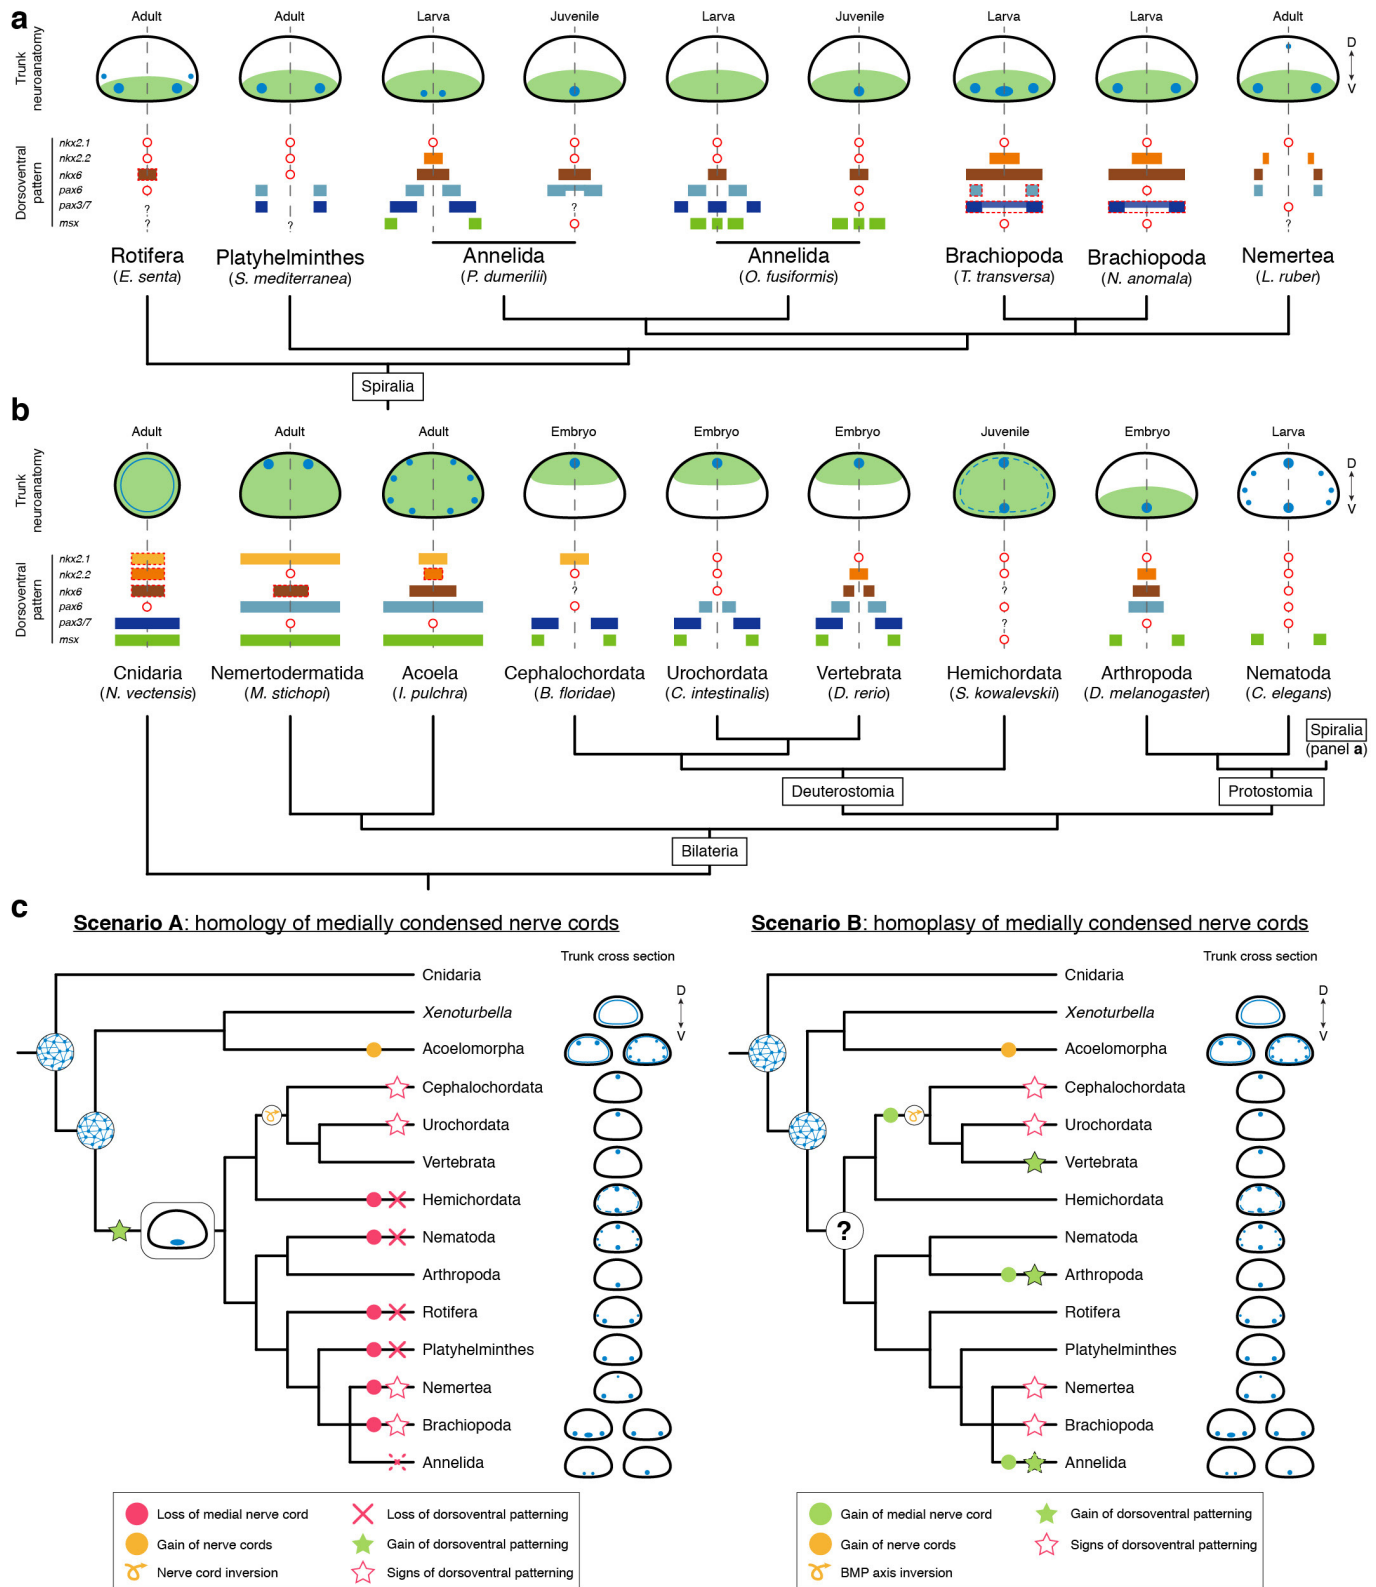 a
Adult Adult Larva Juvenile Larva Juvenile Larva Larva Adult
Trunk
neuroanatomy
D
V
Dorsoventral
pattern
nkx2.1
nkx2.2
nkx6
pax6
pax3/7 ? ?
msx ? ? ?
Rotifera Platyhelminthes Annelida Annelida Brachiopoda Brachiopoda Nemertea
(E. senta) (S. mediterranea) (P. dumerilii) (O. fusiformis) (T. transversa) (N. anomala) (L. ruber)
Spiralia
b
Adult Adult Adult Embryo Embryo Embryo Juvenile Embryo Larva
Trunk
neuroanatomy
D
V
Dorsoventral
pattern
nkx2.1
nkx2.2
nkx6 ? ?
pax6
pax3/7 ?
msx
Cnidaria Nemertodermatida Acoela Cephalochordata Urochordata Vertebrata Hemichordata Arthropoda Nematoda
(N. vectensis) (M. stichopi) (I. pulchra) (B. floridae) (C. intestinalis) (D. rerio) (S. kowalevskii) (D. melanogaster) (C. elegans)
Spiralia
(panel a)
Deuterostomia
Protostomia
Bilateria
c
Scenario A: homology of medially condensed nerve cords
Trunk cross section
Cnidaria
D
Xenoturbella
V
Acoelomorpha
Cephalochordata
Urochordata
Vertebrata
Hemichordata
Nematoda
Arthropoda
Rotifera
Platyhelminthes
Nemertea
Brachiopoda
Annelida
Loss of medial nerve cord
Gain of nerve cords
Nerve cord inversion
Loss of dorsoventral patterning
Gain of dorsoventral patterning
Signs of dorsoventral patterning
Scenario B: homoplasy of medially condensed nerve cords
Trunk cross section
Cnidaria
D
Xenoturbella
V
Acoelomorpha
Cephalochordata
Urochordata
Vertebrata
Hemichordata
?
Nematoda
Arthropoda
Rotifera
Platyhelminthes
Nemertea
Brachiopoda
Annelida
Gain of medial nerve cord
Gain of nerve cords
BMP axis inversion
Gain of dorsoventral patterning
Signs of dorsoventral patterning